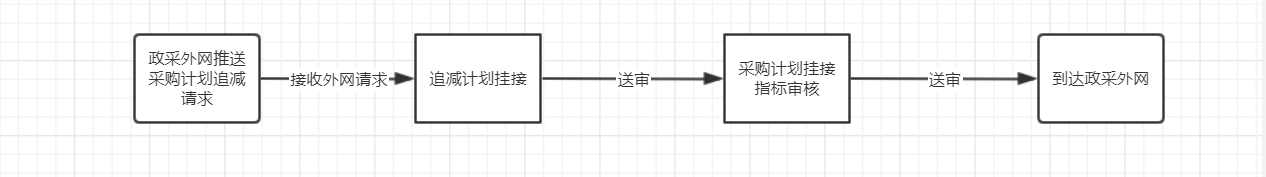 政采外网推送
采购计划追减
请求
接收外网请求
追减计划挂接
送审
采购计划挂接
指标审核
送审
到达政采外网